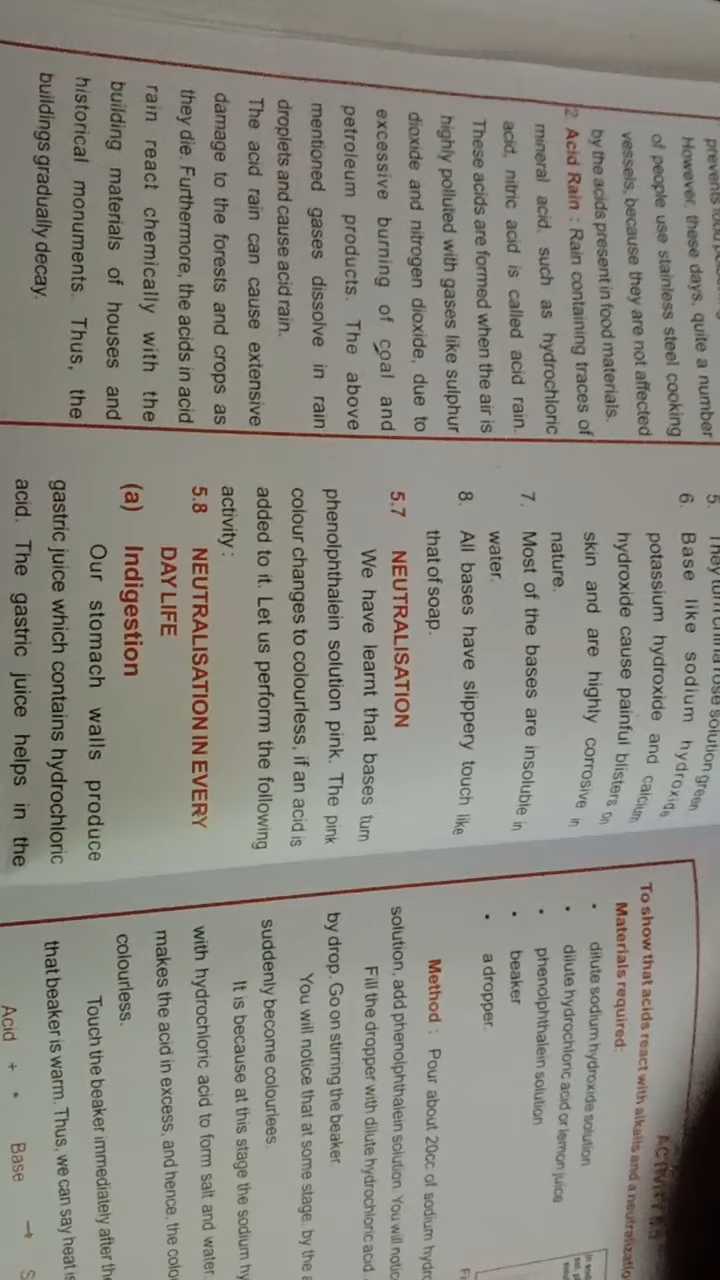 prevents
However, these days, quite a number
of people use stainless steel cooking
vessels, because they are not affected
by the acids present in food materials.
2. Acid Rain : Rain containing traces of
mineral acid, such as hydrochloric
acid, nitric acid is called acid rain.
These acids are formed when the air is
highly polluted with gases like sulphur
dioxide and nitrogen dioxide, due to
excessive burning of coal and
petroleum products. The above
mentioned gases dissolve in rain
droplets and cause acid rain.
The acid rain can cause extensive
damage to the forests and crops as
they die. Furthermore, the acids in acid
rain react chemically with the
building materials of houses and
historical monuments. Thus, the
buildings gradually decay.
5. They turn china rose solution green
6. Base like sodium hydroxide
potassium hydroxide and calcium
hydroxide cause painful blisters on
skin and are highly corrosive in
nature.
7. Most of the bases are insoluble in
water.
8. All bases have slippery touch like
that of soap.
5.7 NEUTRALISATION
We have learnt that bases turn
phenolphthalein solution pink. The pink
colour changes to colourless, if an acid is
added to it. Let us perform the following
activity :
5.8 NEUTRALISATION IN EVERY
DAY LIFE
(a) Indigestion
Our stomach walls produce
gastric juice which contains hydrochloric
acid. The gastric juice helps in the
ACTIVITY
To show that acids react with alkalis and a
Materials required:
• dilute sodium hydroxide solution
• dilute hydrochloric acid or lemon juice
• phenolphthalein solution
• beaker
• a dropper.
Method : Pour about 20cc of sodium
solution, add phenolphthalein solution. You will
Fill the dropper with dilute hydrochloric acid.
by drop. Go on stirring the beaker
You will notice that at some stage, by the
suddenly become colourlees.
It is because at this stage the sodium
with hydrochloric acid to form salt and water.
makes the acid in excess, and hence, the
colourless.
Touch the beaker immediately after
that beaker is warm. Thus, we can say heat
Acid + • Base →